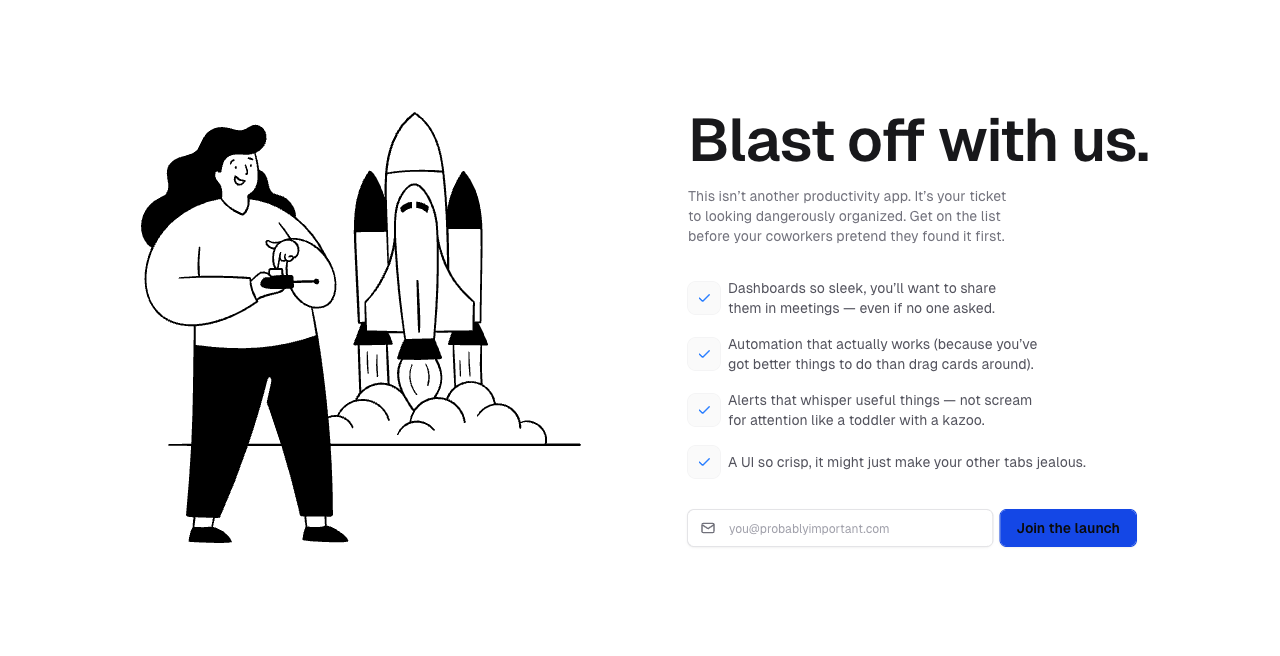 Blast off with us.
This isn’t another productivity app. It’s your ticket
to looking dangerously organized. Get on the list
before your coworkers pretend they found it first.
Dashboards so sleek, you’ll want to share
them in meetings — even if no one asked.
Automation that actually works (because you’ve
got better things to do than drag cards around).
Alerts that whisper useful things — not scream
for attention like a toddler with a kazoo.
A UI so crisp, it might just make your other tabs jealous.
you@probablyimportant.com
Join the launch